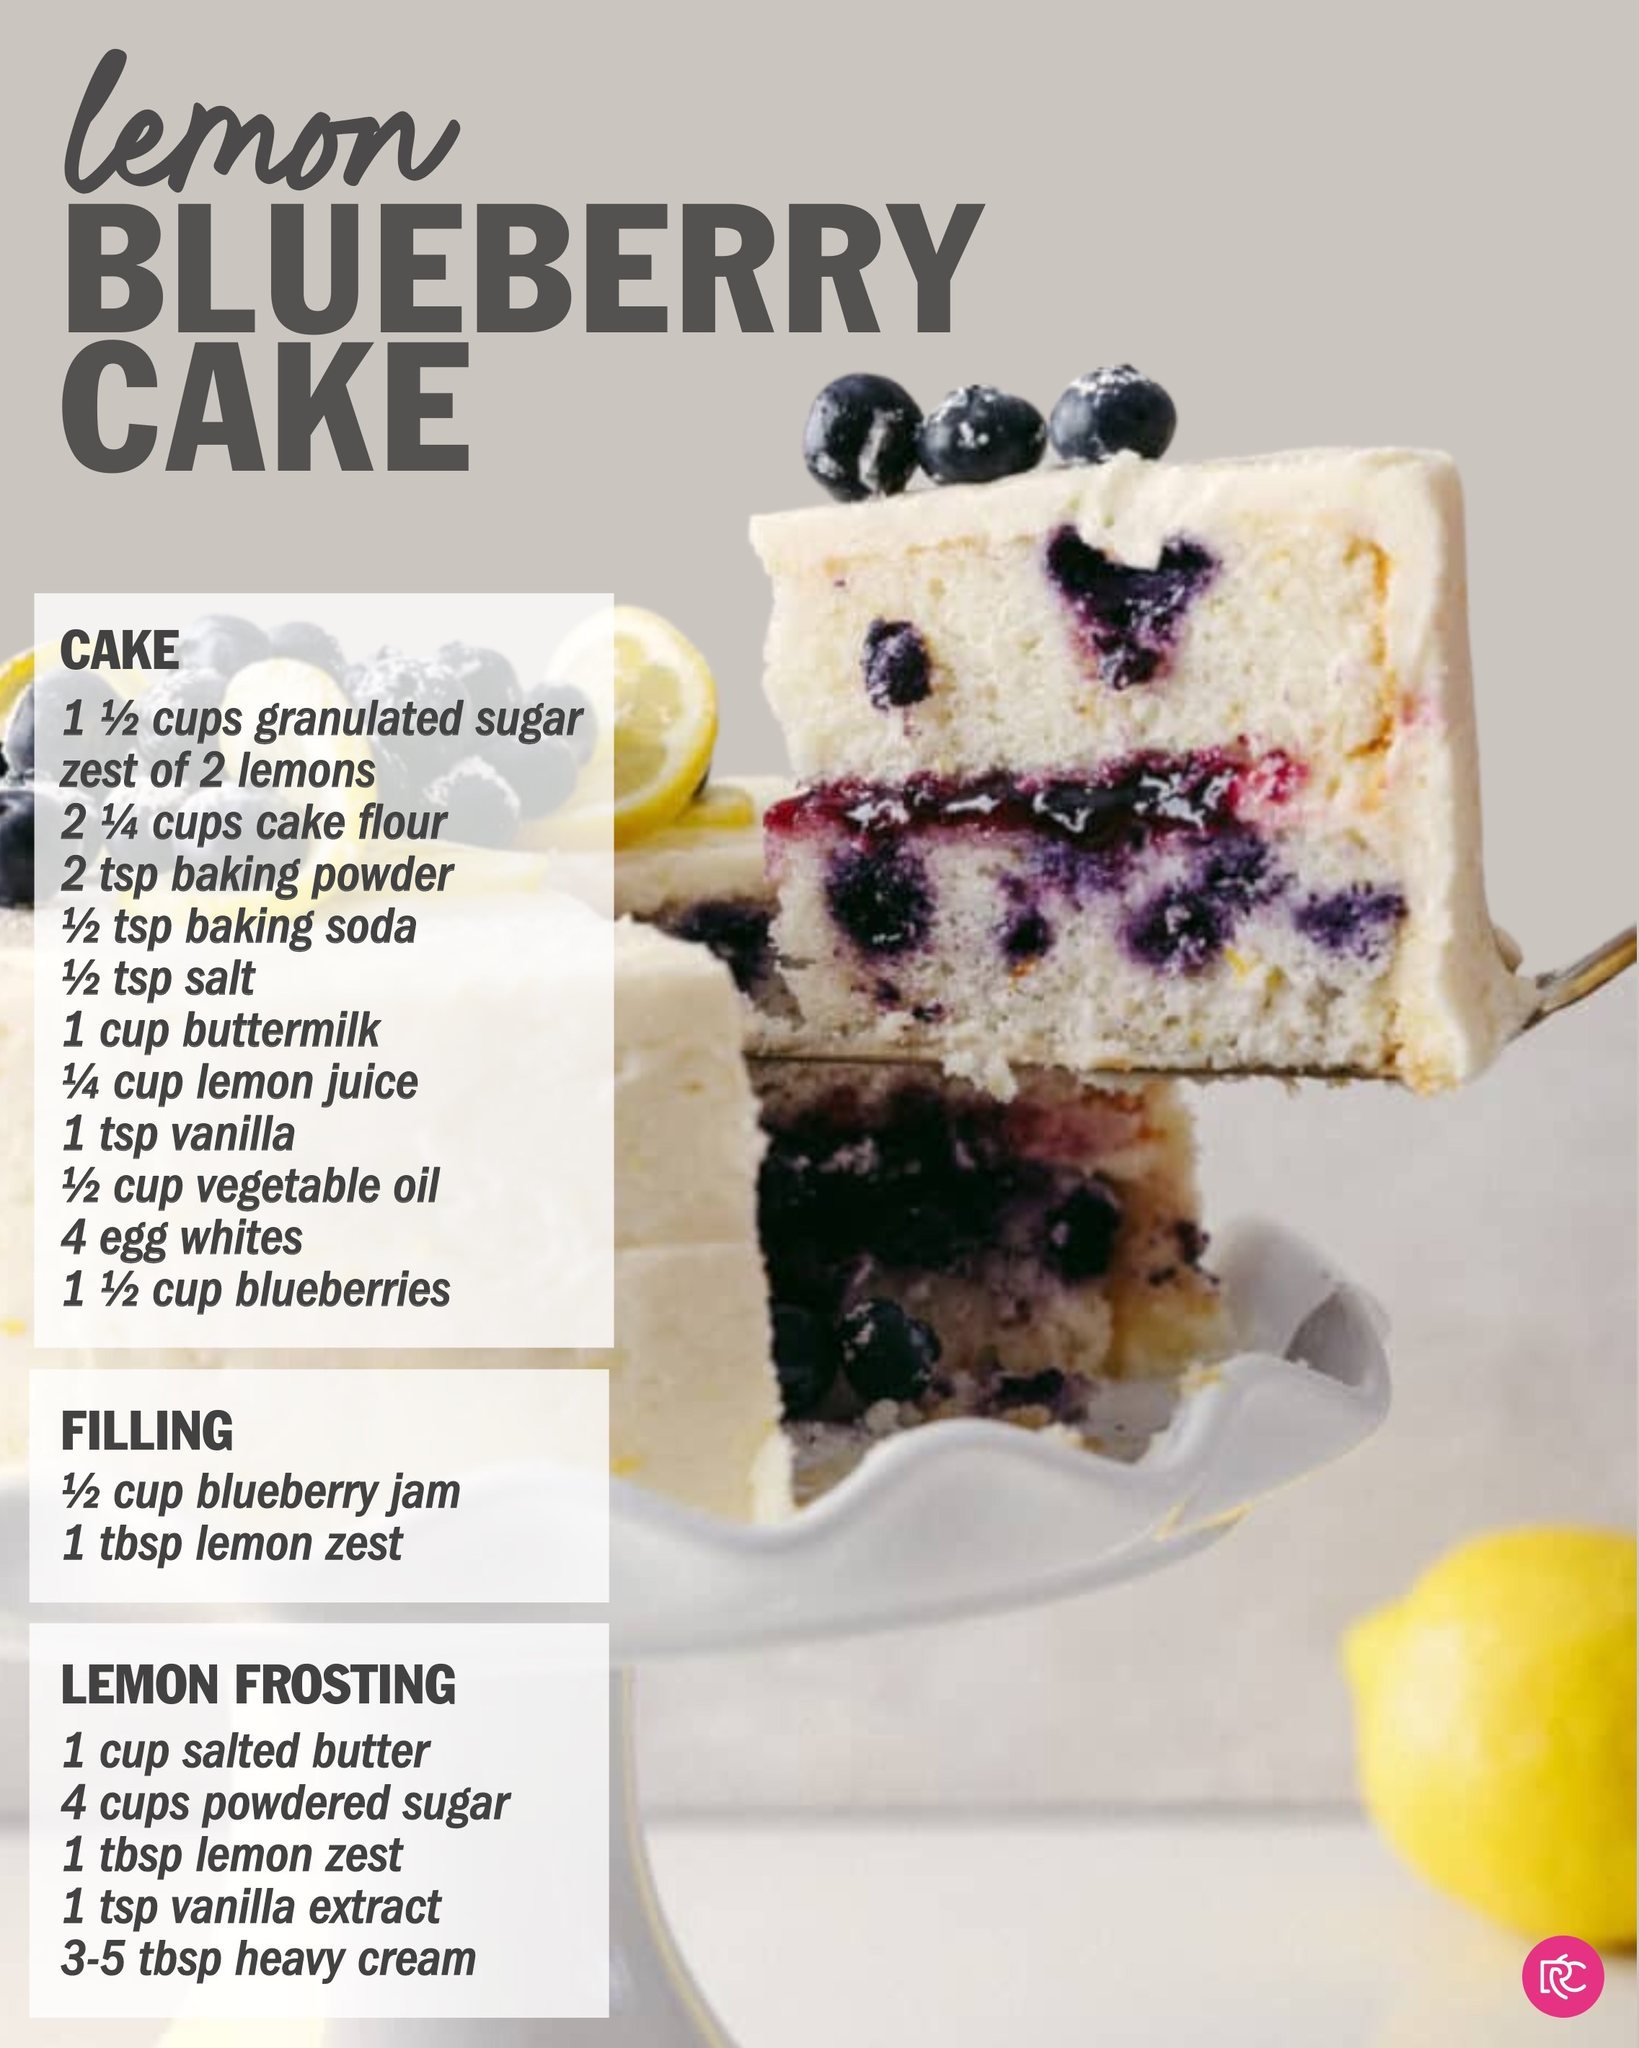 lemon
BLUEBERRY
CAKE
CAKE
1 ½ cups granulated sugar
zest of 2 lemons
2 ¼ cups cake flour
2 tsp baking powder
½ tsp baking soda
½ tsp salt
1 cup buttermilk
¼ cup lemon juice
1 tsp vanilla
½ cup vegetable oil
4 egg whites
1 ½ cup blueberries
FILLING
½ cup blueberry jam
1 tbsp lemon zest
LEMON FROSTING
1 cup salted butter
4 cups powdered sugar
1 tbsp lemon zest
1 tsp vanilla extract
3-5 tbsp heavy cream
RC